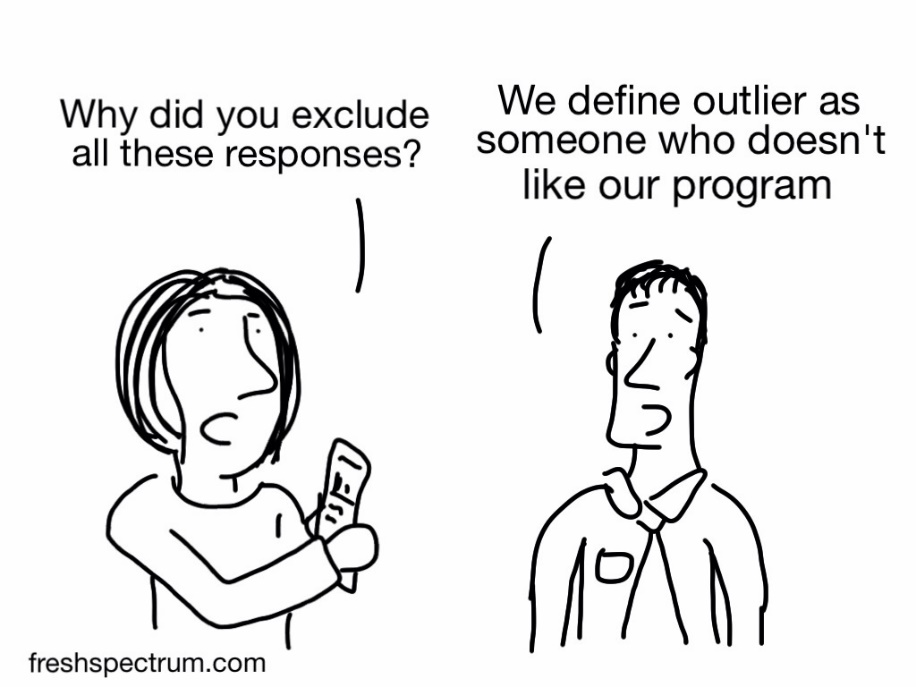 Why did you exclude
all these responses?
We define outlier as
someone who doesn't
like our program
freshspectrum.com